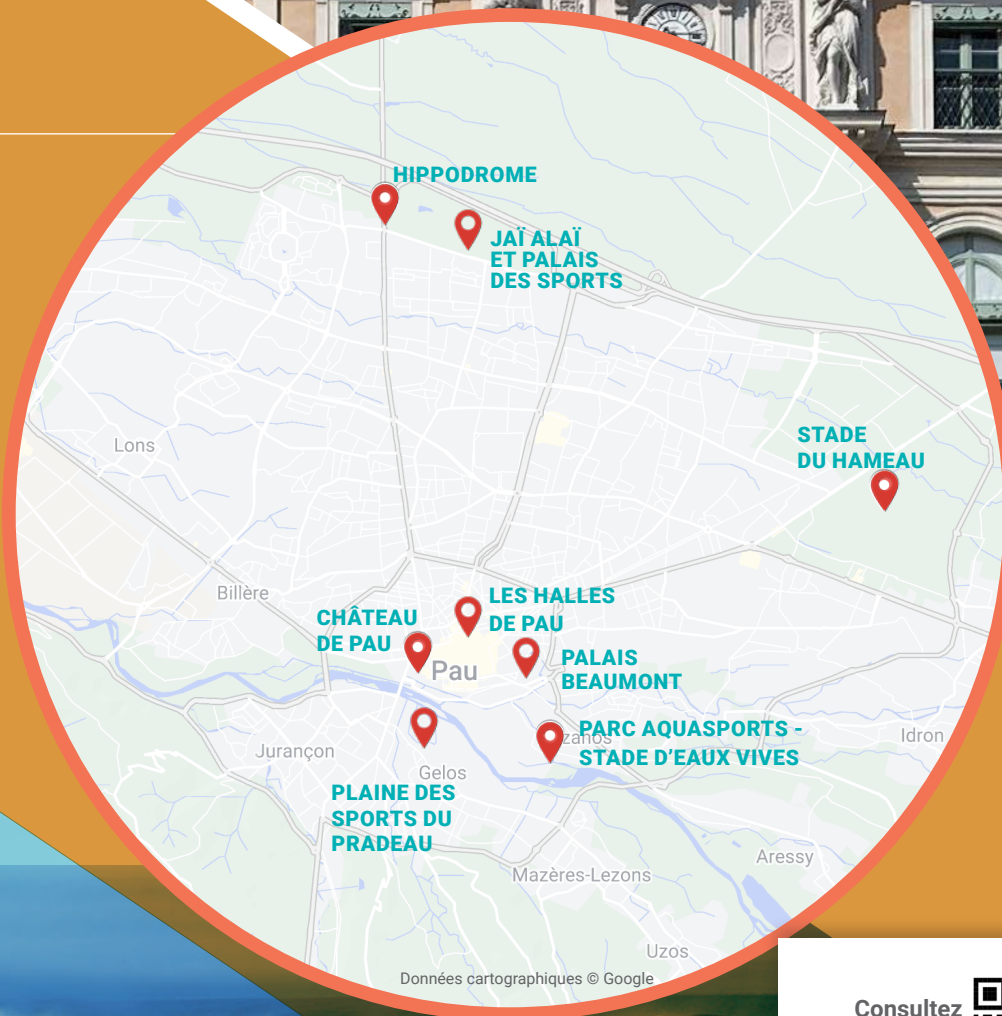 HIPPODROME
JAÏ ALAÏ
ET PALAIS
DES SPORTS
STADE
DU HAMEAU
Lons
Billère
LES HALLES
DE PAU
CHÂTEAU
DE PAU
Pau
PALAIS
BEAUMONT
PARC AQUASPORTS -
STADE D'EAUX VIVES
Idron
Jurançon
Gelos
PLAINE DES
SPORTS DU
PRADEAU
Aressy
Mazères-Lezons
Uzos
Données cartographiques © Google
Consultez